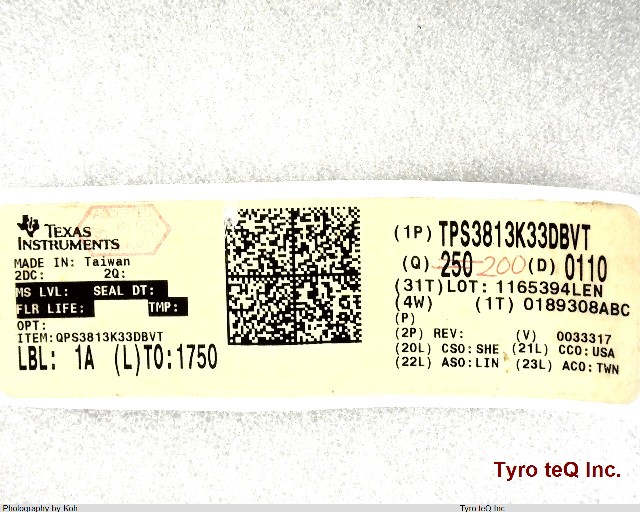 TEXAS
INSTRUMENTS
MADE IN: Taiwan
2DC: 2Q:
MS LVL: SEAL DT:
FLR LIFE: TMP:
OPT:
ITEM:QPS3813K33DBVT
LBL: 1A (L)TO:1750
(1P) TPS3813K33DBVT
(Q) 250 200 (D) 0110
(31T)LOT: 1165394LEN
(4W) (1T) 0189308ABC
(P)
(2P) REV: (V) 0033317
(20L) CSO:SHE (21L) CCO:USA
(22L) ASO:LIN (23L) ACO:TWN
Tyro teQ Inc.
Photography by Koh Tyro teQ Inc